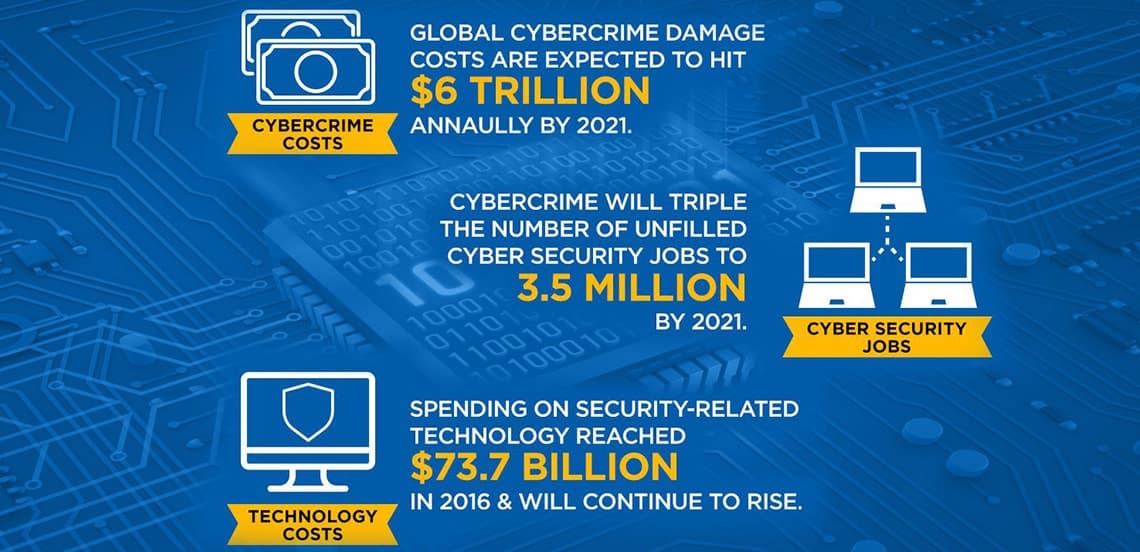 GLOBAL CYBERCRIME DAMAGE
COSTS ARE EXPECTED TO HIT
$6 TRILLION
ANNAULLY BY 2021.
CYBERCRIME
COSTS
CYBERCRIME WILL TRIPLE
THE NUMBER OF UNFILLED
CYBER SECURITY JOBS TO
3.5 MILLION
BY 2021.
CYBER SECURITY
JOBS
SPENDING ON SECURITY-RELATED
TECHNOLOGY REACHED
$73.7 BILLION
IN 2016 & WILL CONTINUE TO RISE.
TECHNOLOGY
COSTS